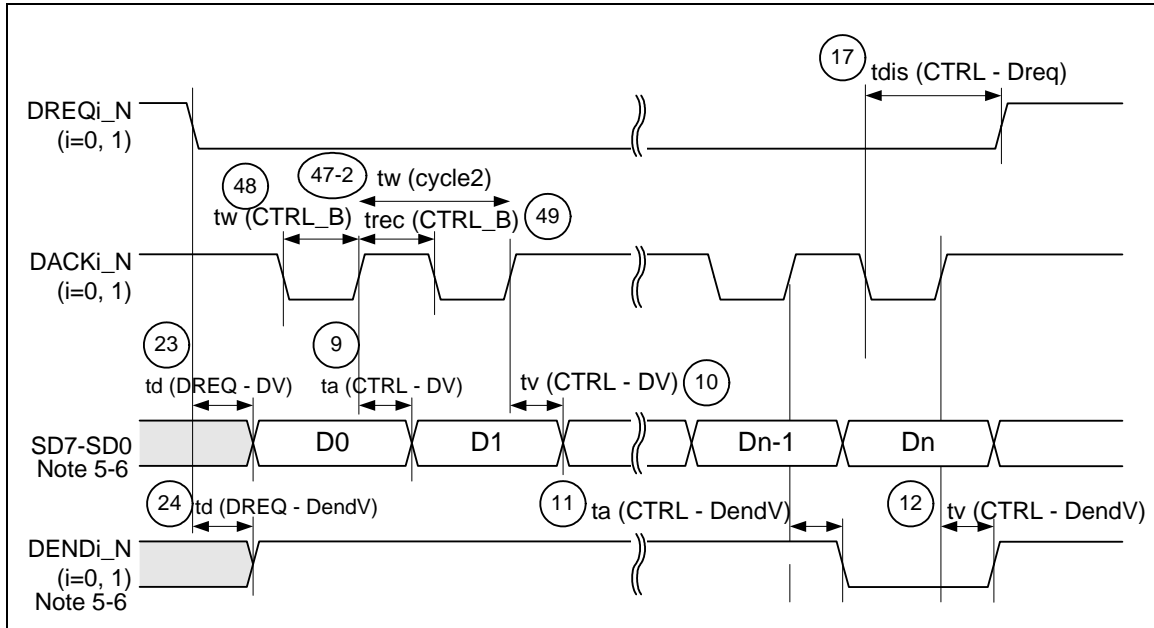 17
tdis (CTRL - Dreq)
DREQi_N
(i=0, 1)
47-2
tw (cycle2)
48
tw (CTRL_B)
trec (CTRL_B)
49
DACKi_N
(i=0, 1)
23
9
td (DREQ - DV)
ta (CTRL - DV)
tv (CTRL - DV)
10
SD7-SD0
Note 5-6
D0
D1
Dn-1
Dn
24
td (DREQ - DendV)
11
ta (CTRL - DendV)
12
tv (CTRL - DendV)
DENDi_N
(i=0, 1)
Note 5-6